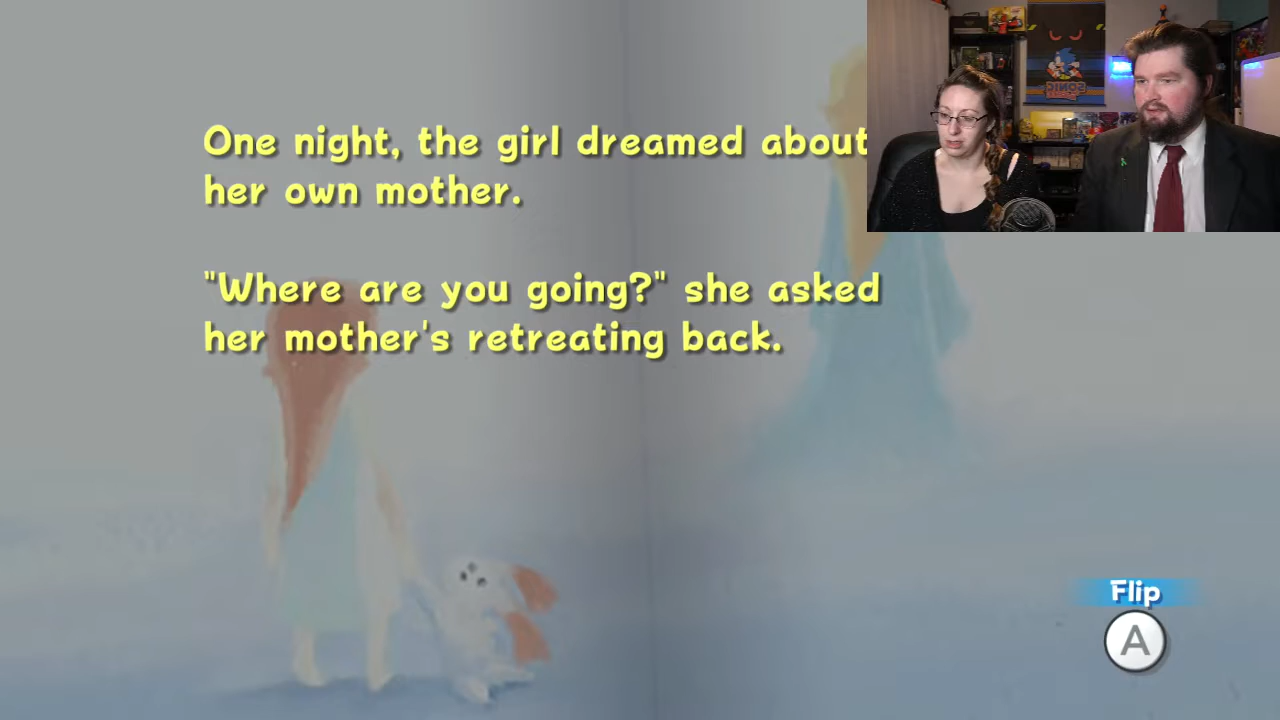 One night, the girl dreamed about
her own mother.
"Where are you going?" she asked
her mother's retreating back.
Flip
A